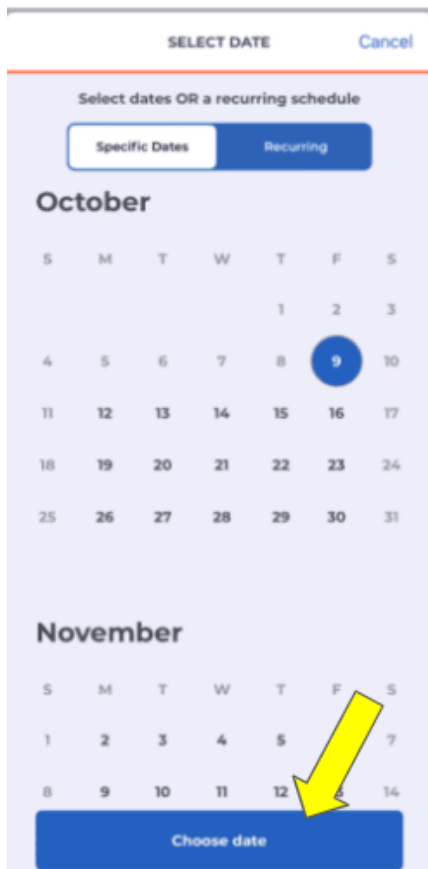 SELECT DATE Cancel
Select dates OR a recurring schedule
Specific Dates Recurring
October
S M T W T F S
1 2 3
4 5 6 7 8 9 10
11 12 13 14 15 16 17
18 19 20 21 22 23 24
25 26 27 28 29 30 31
November
S M T W T F S
1 2 3 4 5 7
8 9 10 11 12 14
Choose date